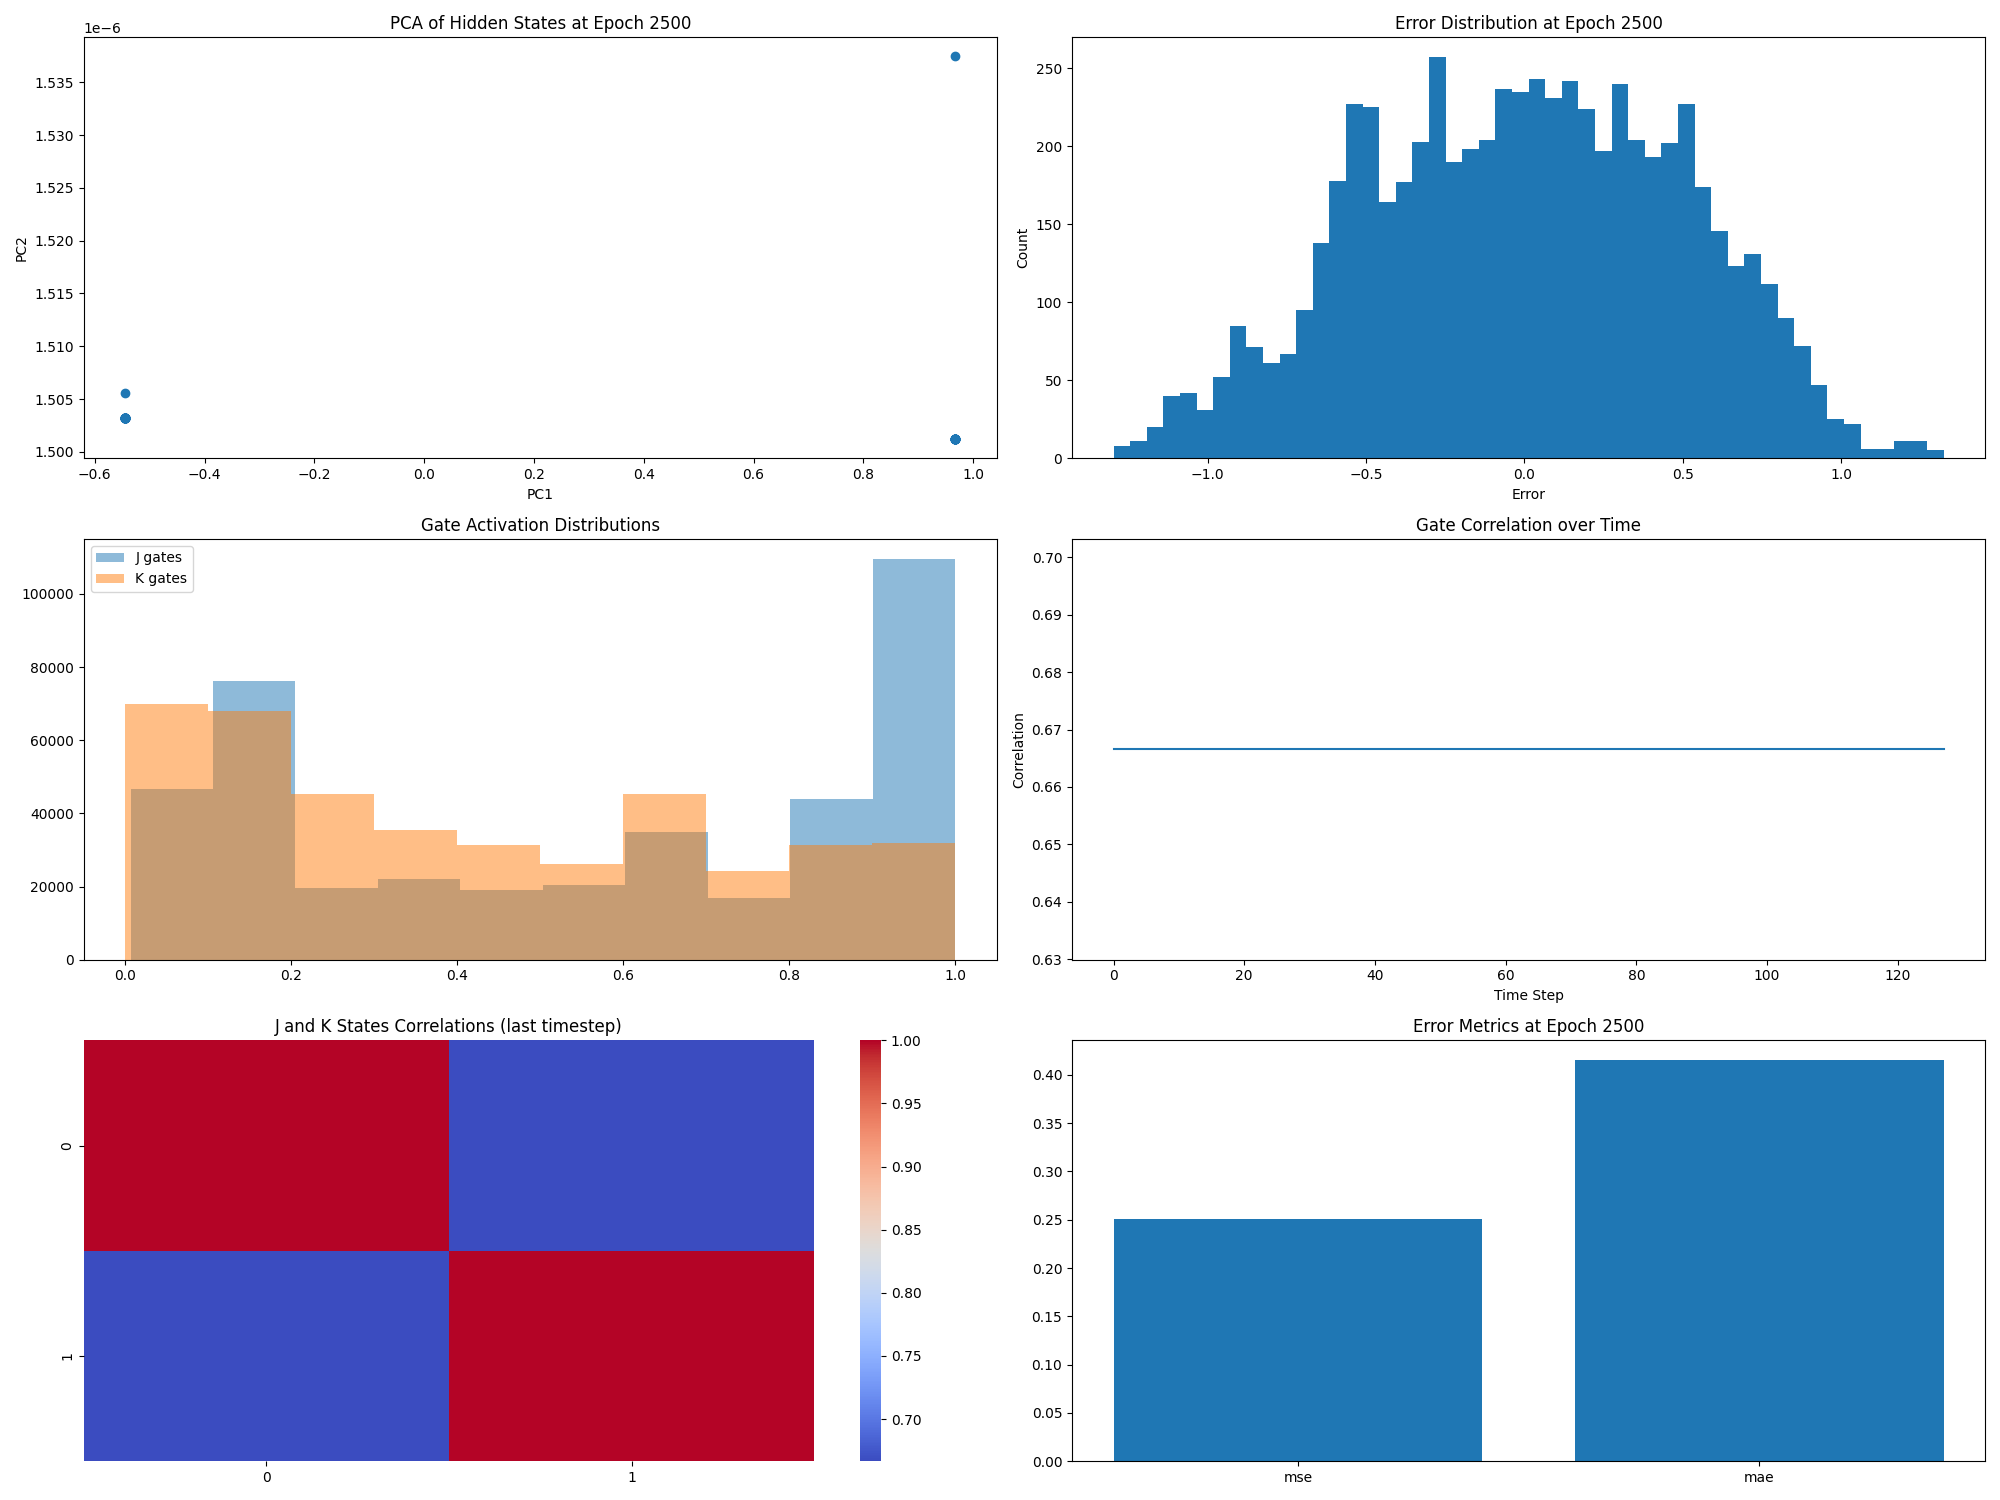 PCA of Hidden States at Epoch 2500
1e−6
1.535
1.530
1.525
1.520
1.515
1.510
1.505
1.500
PC2
−0.6 −0.4 −0.2 0.0 0.2 0.4 0.6 0.8 1.0
PC1
Error Distribution at Epoch 2500
250
200
150
100
50
0
Count
−1.0 −0.5 0.0 0.5 1.0
Error
Gate Activation Distributions
J gates
K gates
100000
80000
60000
40000
20000
0
0.0 0.2 0.4 0.6 0.8 1.0
Gate Correlation over Time
0.70
0.69
0.68
0.67
0.66
0.65
0.64
0.63
Correlation
0 20 40 60 80 100 120
Time Step
J and K States Correlations (last timestep)
0
1
0 1
1.00
0.95
0.90
0.85
0.80
0.75
0.70
Error Metrics at Epoch 2500
0.40
0.35
0.30
0.25
0.20
0.15
0.10
0.05
0.00
mse mae